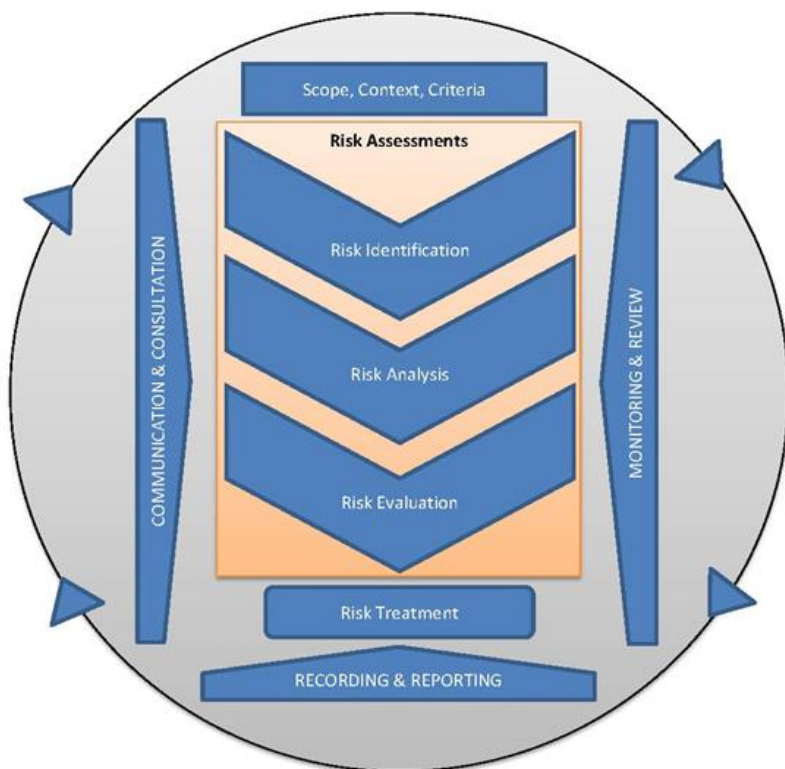 Scope, Context, Criteria
Risk Assessments
Risk Identification
Risk Analysis
Risk Evaluation
Risk Treatment
RECORDING & REPORTING
COMMUNICATION & CONSULTATION
MONITORING & REVIEW